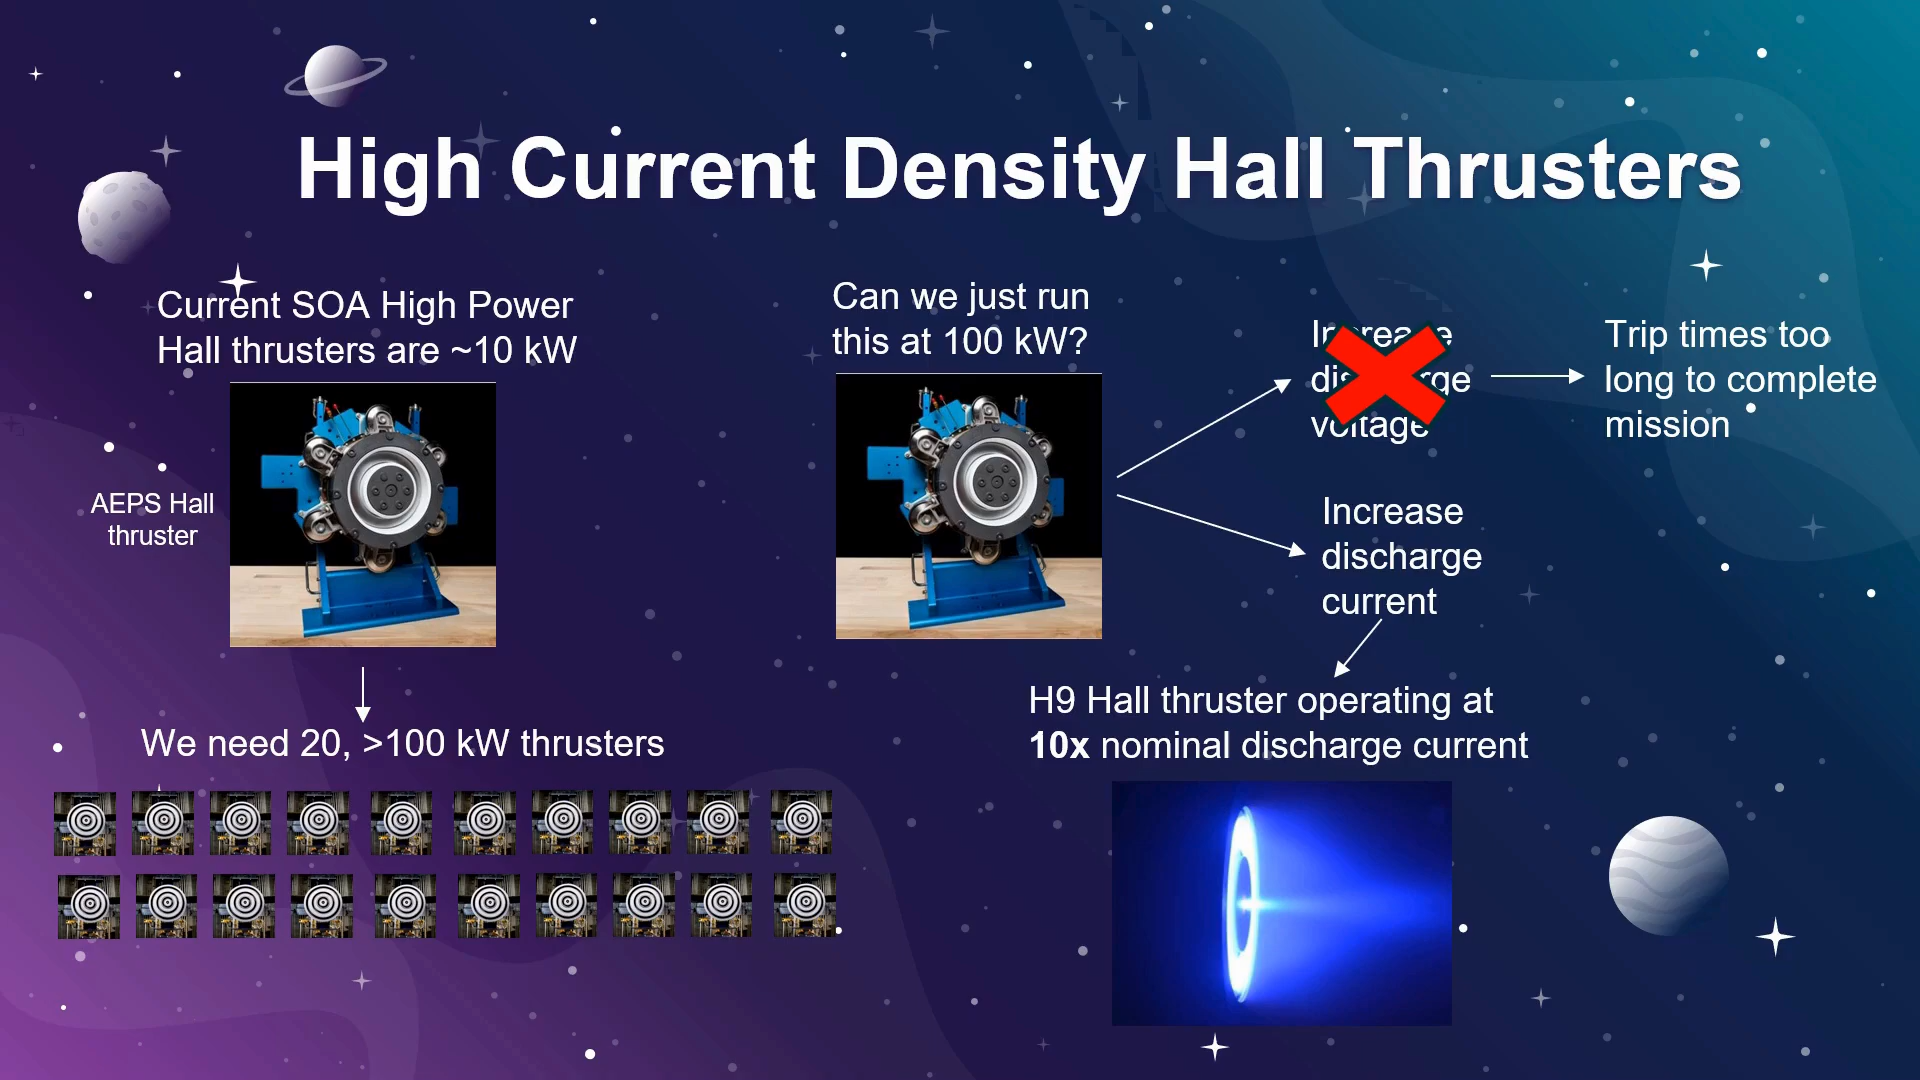 High Current Density Hall Thrusters
Current SOA High Power
Hall thrusters are ~10 kW
AEPS Hall
thruster
We need 20, >100 kW thrusters
Can we just run
this at 100 kW?
Increase
discharge
voltage
Trip times too
long to complete
mission
Increase
discharge
current
H9 Hall thruster operating at
10x nominal discharge current